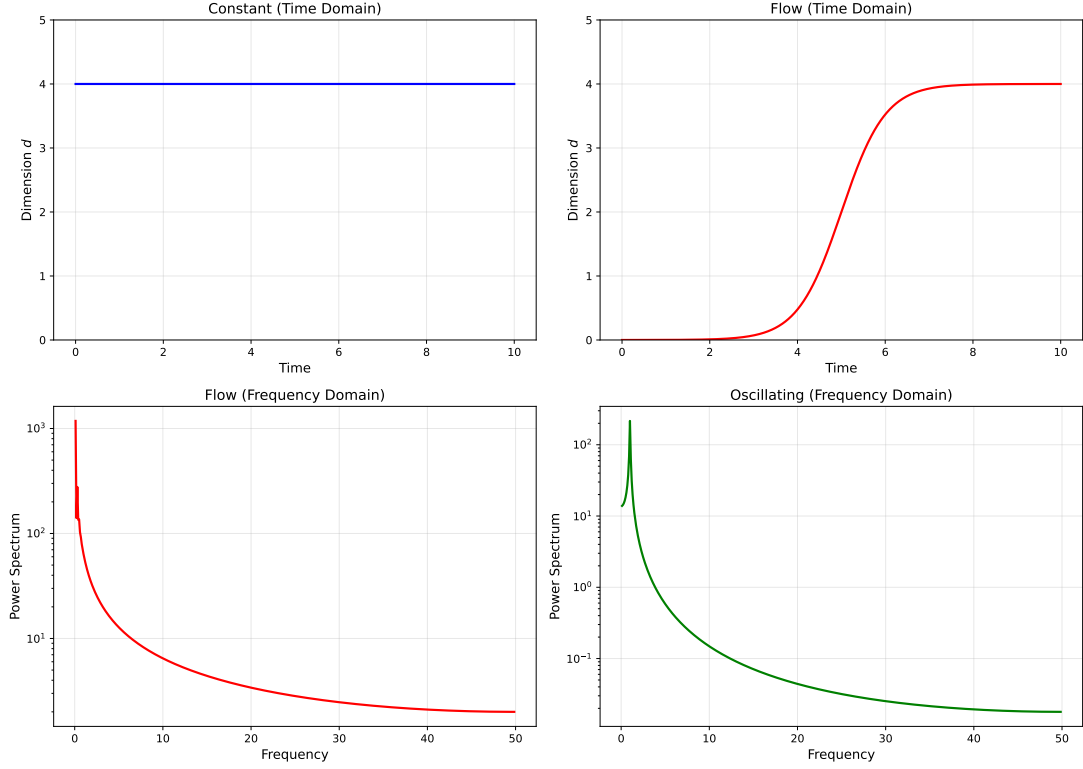 Constant (Time Domain)
5
4
3
2
1
0
Dimension d
0 2 4 6 8 10
Time
Flow (Time Domain)
5
4
3
2
1
0
Dimension d
0 2 4 6 8 10
Time
Flow (Frequency Domain)
10³
10²
10¹
Power Spectrum
0 10 20 30 40 50
Frequency
Oscillating (Frequency Domain)
10²
10¹
10⁰
10⁻¹
Power Spectrum
0 10 20 30 40 50
Frequency